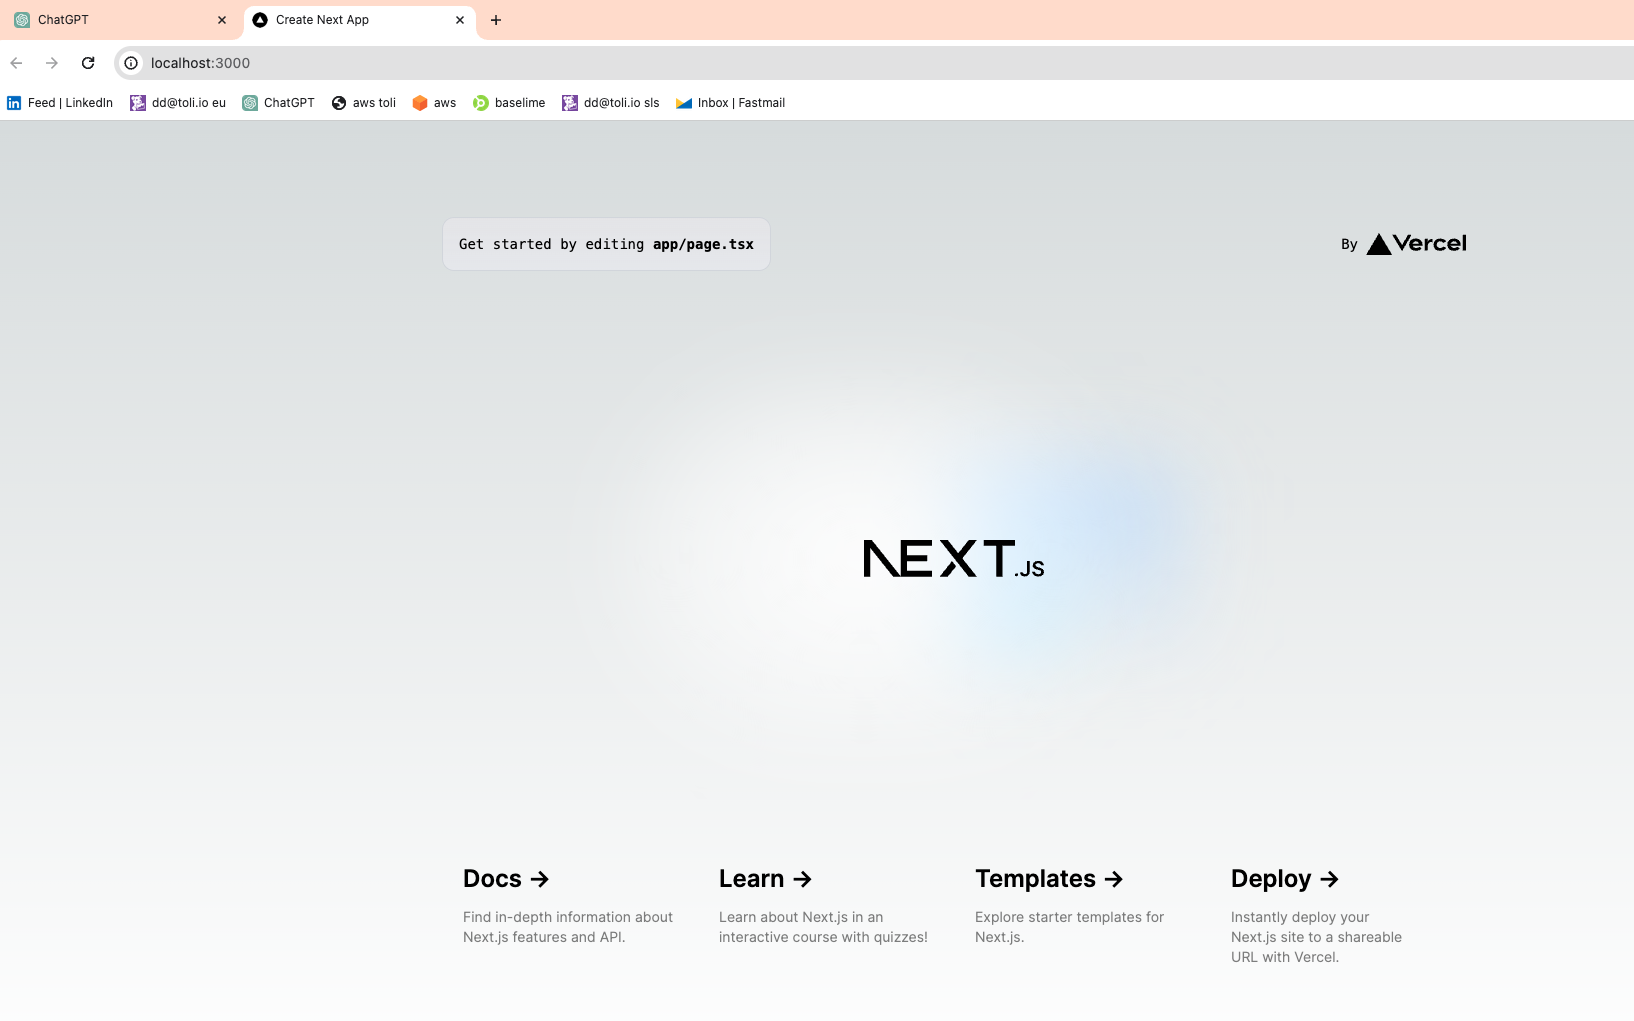 ChatGPT
Create Next App
localhost:3000
Feed | LinkedIn
dd@toli.io eu
ChatGPT
aws toli
aws
baselime
dd@toli.io sls
Inbox | Fastmail
Get started by editing app/page.tsx
By Vercel
NEXT.JS
Docs →
Find in-depth information about
Next.js features and API.
Learn →
Learn about Next.js in an
interactive course with quizzes!
Templates →
Explore starter templates for
Next.js.
Deploy →
Instantly deploy your
Next.js site to a shareable
URL with Vercel.